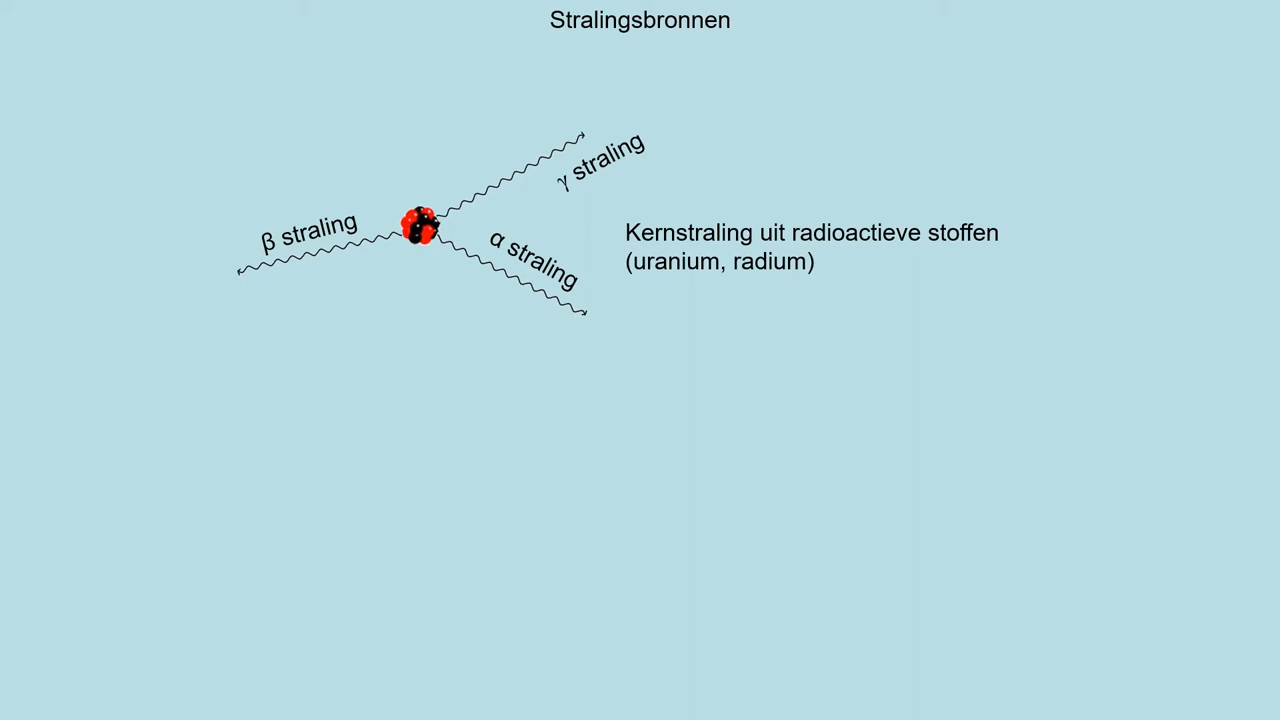 Stralingsbronnen
γ straling
β straling
α straling
Kernstraling uit radioactieve stoffen
(uranium, radium)